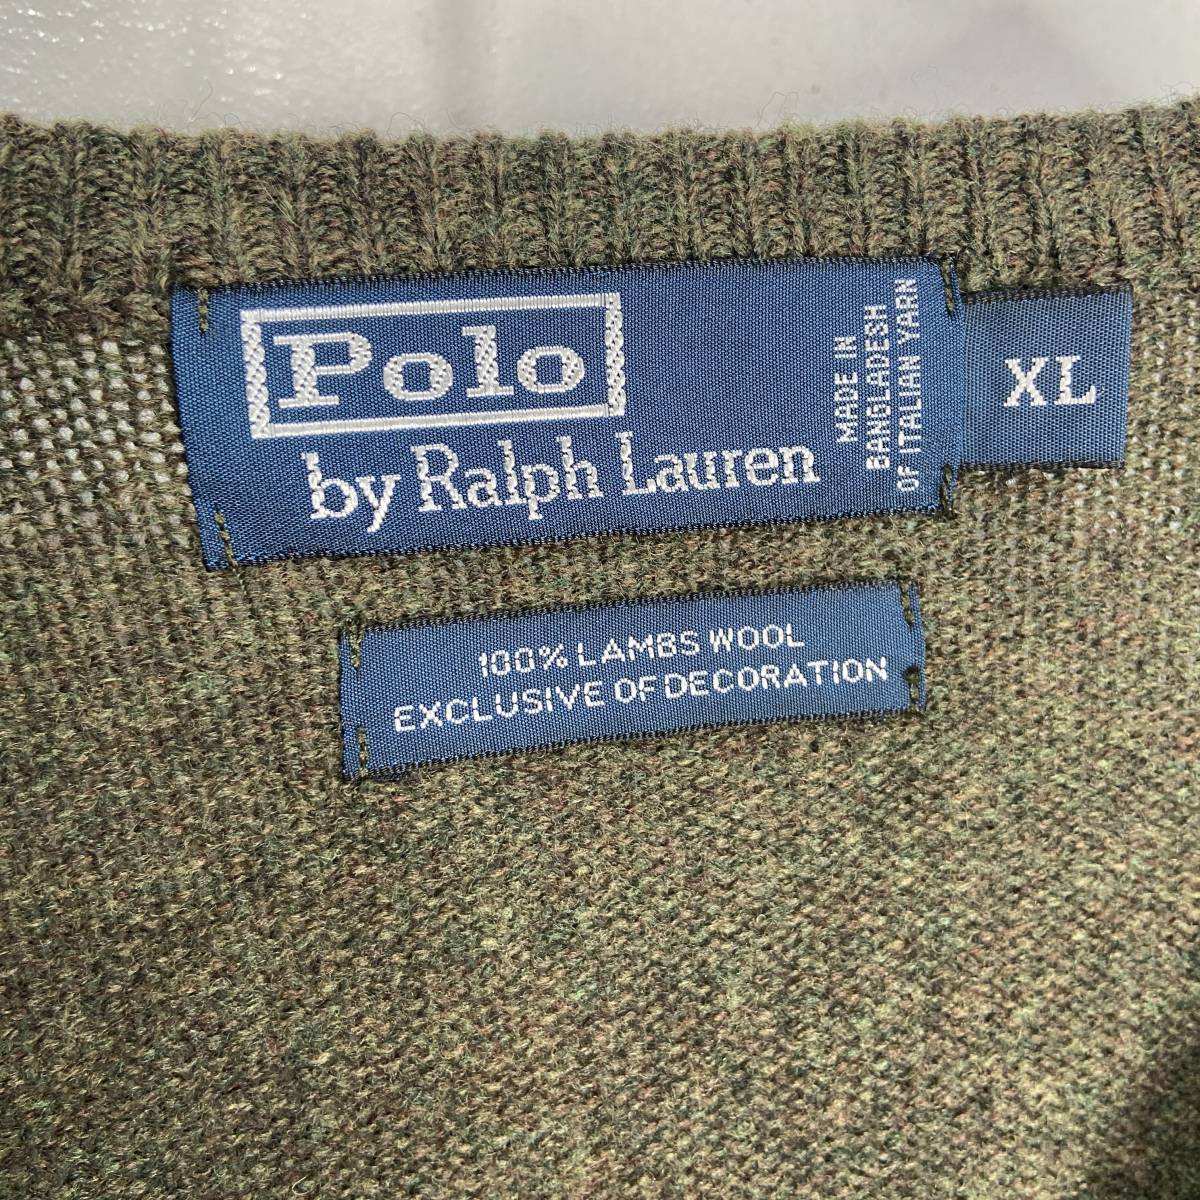 Polo
by Ralph Lauren
MADE IN
BANGLADESH
OF ITALIAN YARN
XL
100% LAMBS WOOL
EXCLUSIVE OF DECORATION